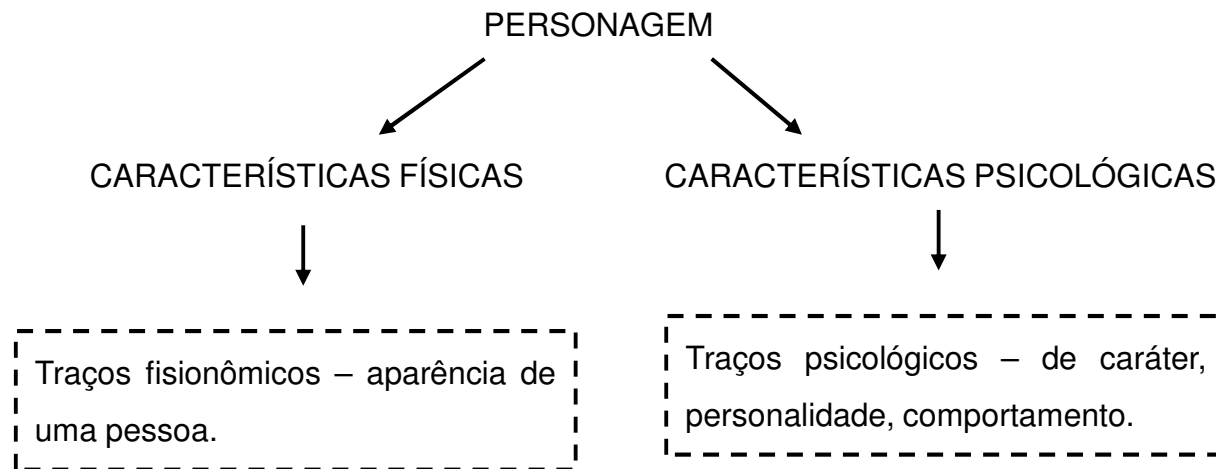 PERSONAGEM
CARACTERÍSTICAS FÍSICAS
CARACTERÍSTICAS PSICOLÓGICAS
Traços fisionômicos – aparência de
uma pessoa.
Traços psicológicos – de caráter,
personalidade, comportamento.